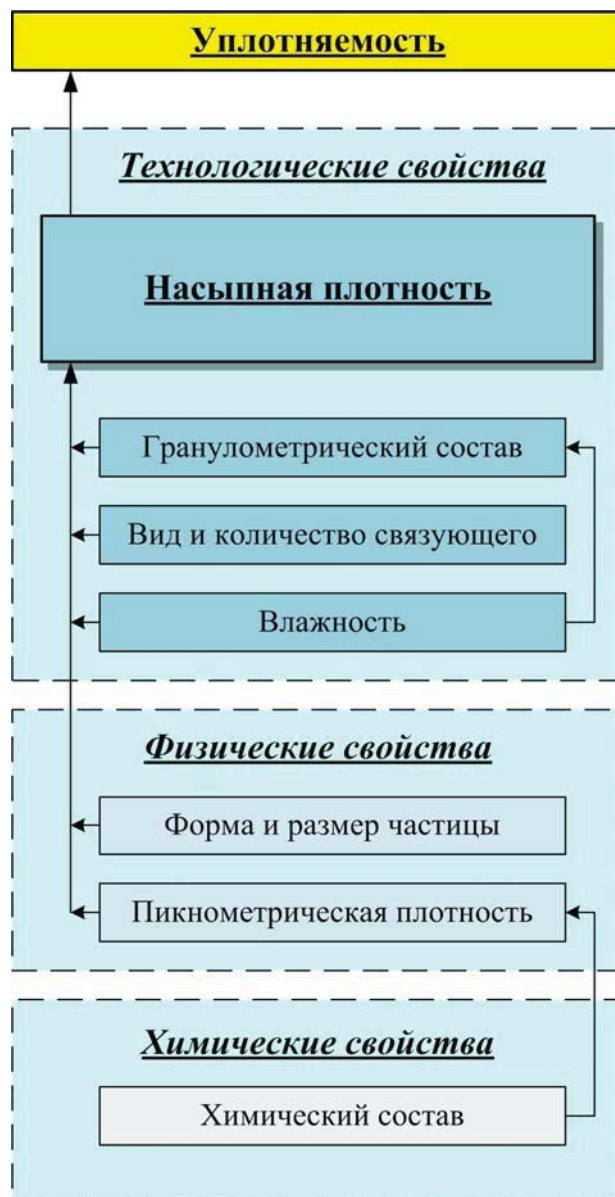 Уплотняемость
Технологические свойства
Насыпная плотность
Гранулометрический состав
Вид и количество связующего
Влажность
Физические свойства
Форма и размер частицы
Пикнометрическая плотность
Химические свойства
Химический состав